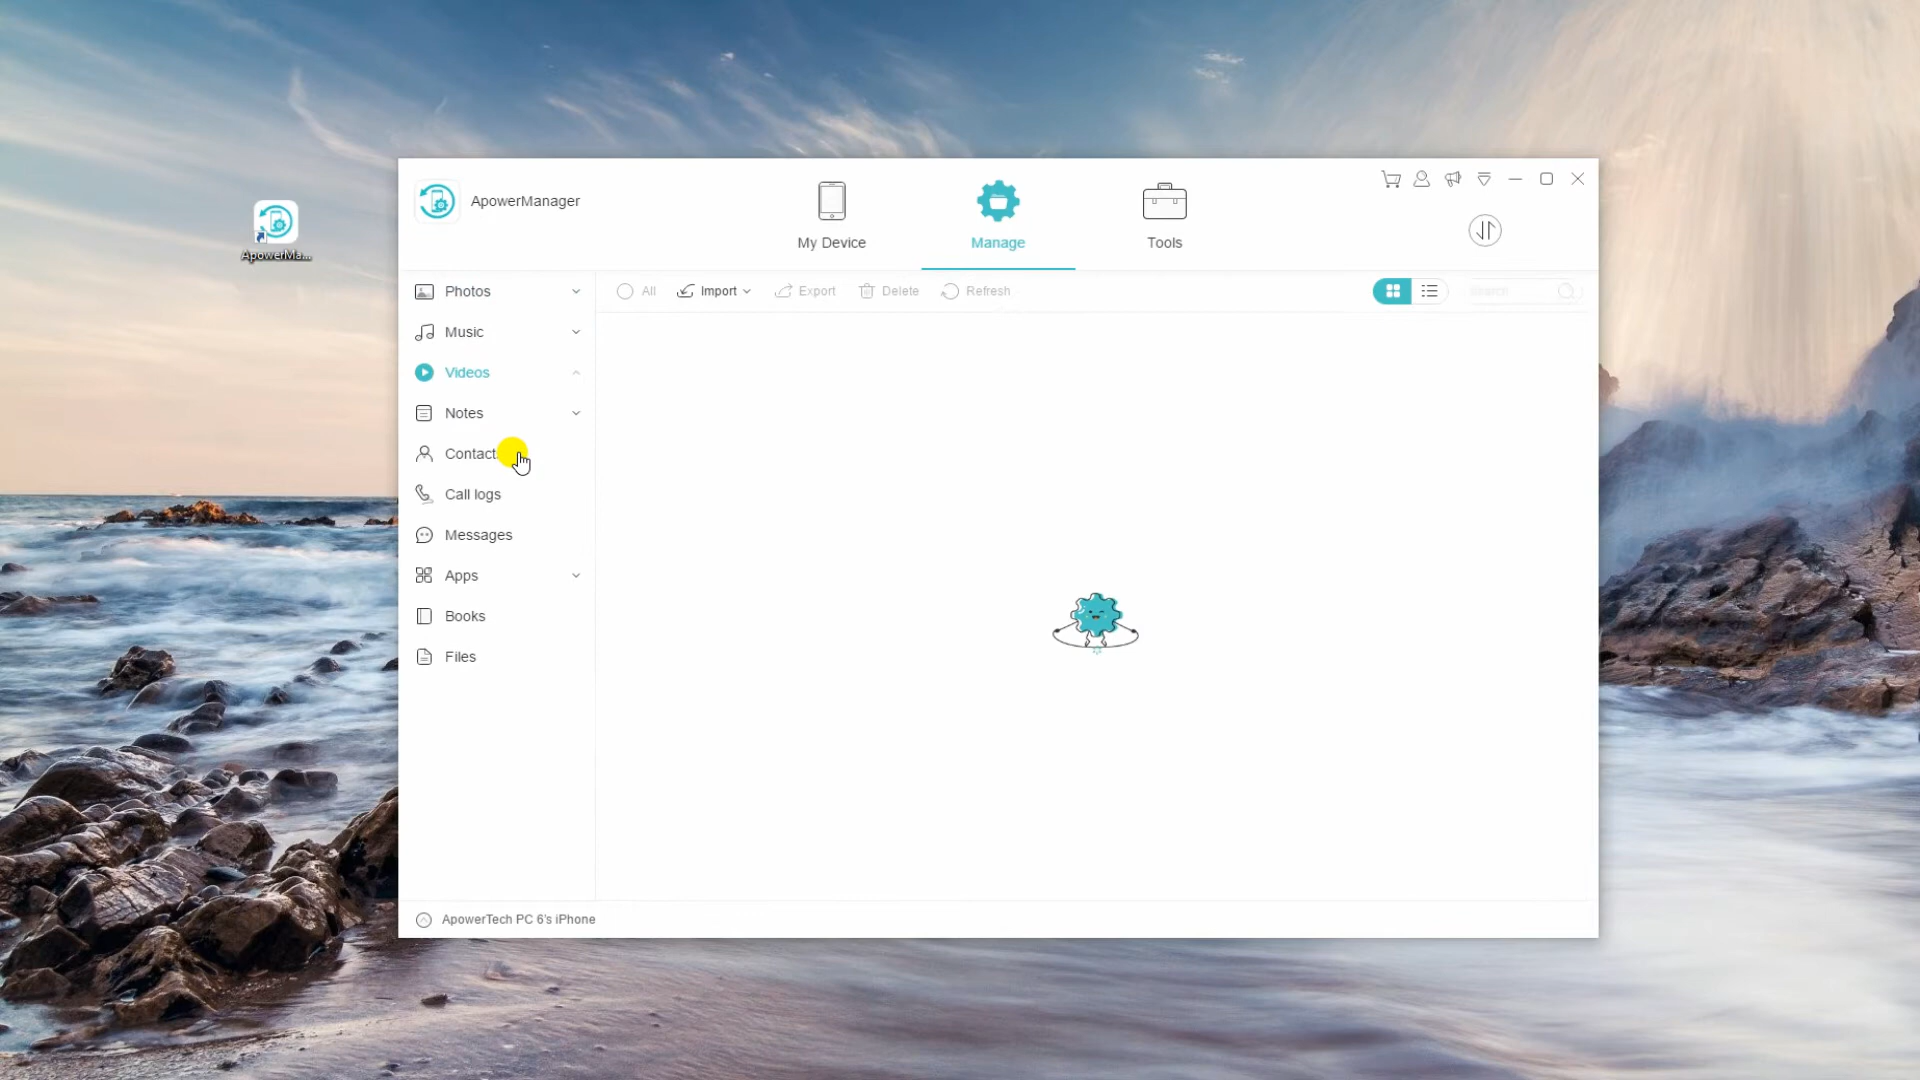 ApowerManager
My Device
Manage
Tools
ApowerMa...
Photos
Music
Videos
Notes
Contact
Call logs
Messages
Apps
Books
Files
All
Import
Export
Delete
Refresh
Search
ApowerTech PC 6's iPhone